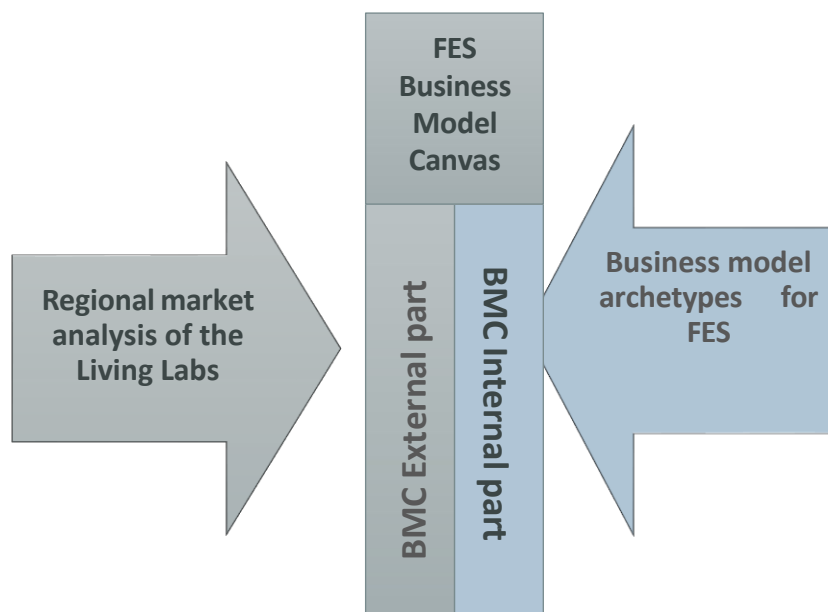 FES
Business
Model
Canvas
Regional market
analysis of the
Living Labs
BMC External part
BMC Internal part
Business model
archetypes for
FES